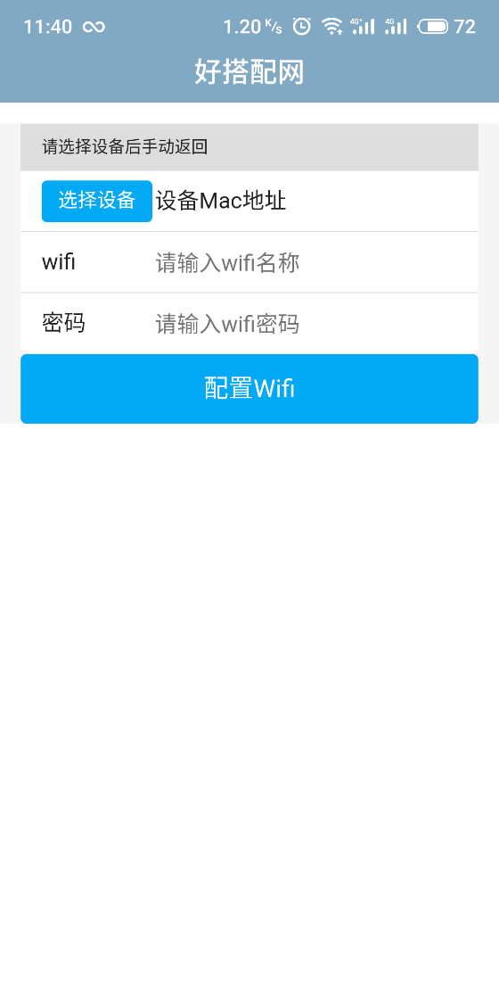 11:40 1.20 K/s 4G+ 4G 72
好搭配网
请选择设备后手动返回
选择设备 设备Mac地址
wifi 请输入wifi名称
密码 请输入wifi密码
配置Wifi